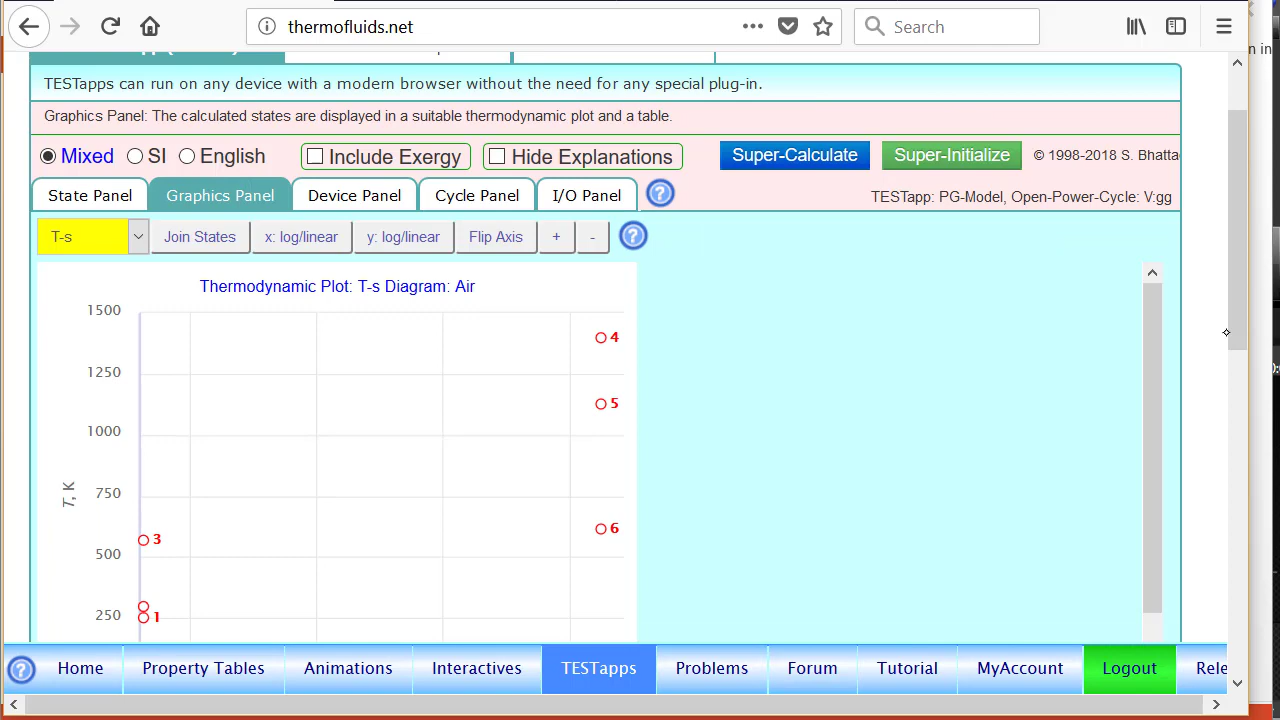 thermofluids.net
Search
TESTapps can run on any device with a modern browser without the need for any special plug-in.
Graphics Panel: The calculated states are displayed in a suitable thermodynamic plot and a table.
Mixed SI English Include Exergy Hide Explanations Super-Calculate Super-Initialize © 1998-2018 S. Bhatta
State Panel Graphics Panel Device Panel Cycle Panel I/O Panel ? TESTapp: PG-Model, Open-Power-Cycle: V:gg
T-s Join States x: log/linear y: log/linear Flip Axis + - ?
Thermodynamic Plot: T-s Diagram: Air
1500
4
1250
5
1000
T, K
750
6
3
500
1
250
? Home Property Tables Animations Interactives TESTapps Problems Forum Tutorial MyAccount Logout Rele